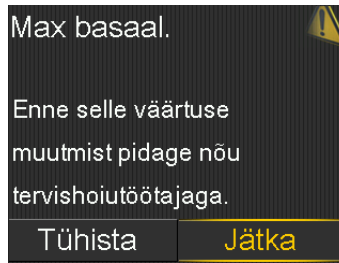 Max basaal.
Enne selle väärtuse
muutmist pidage nõu
tervishoiutöötajaga.
Tühista Jätka